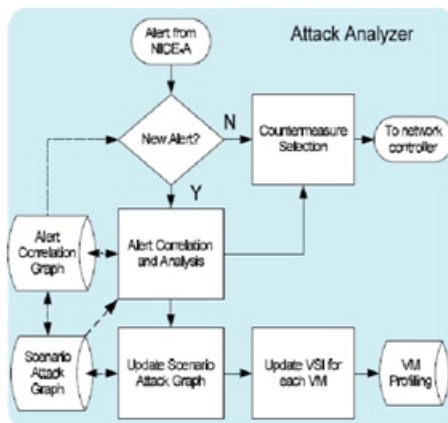 Alert from
NICE-A
Attack Analyzer
New Alert?
N
Countermeasure
Selection
To network
controller
Y
Alert
Correlation
Graph
Alert Correlation
and Analysis
Scenario
Attack
Graph
Update Scenario
Attack Graph
Update VSI for
each VM
VM
Profiling